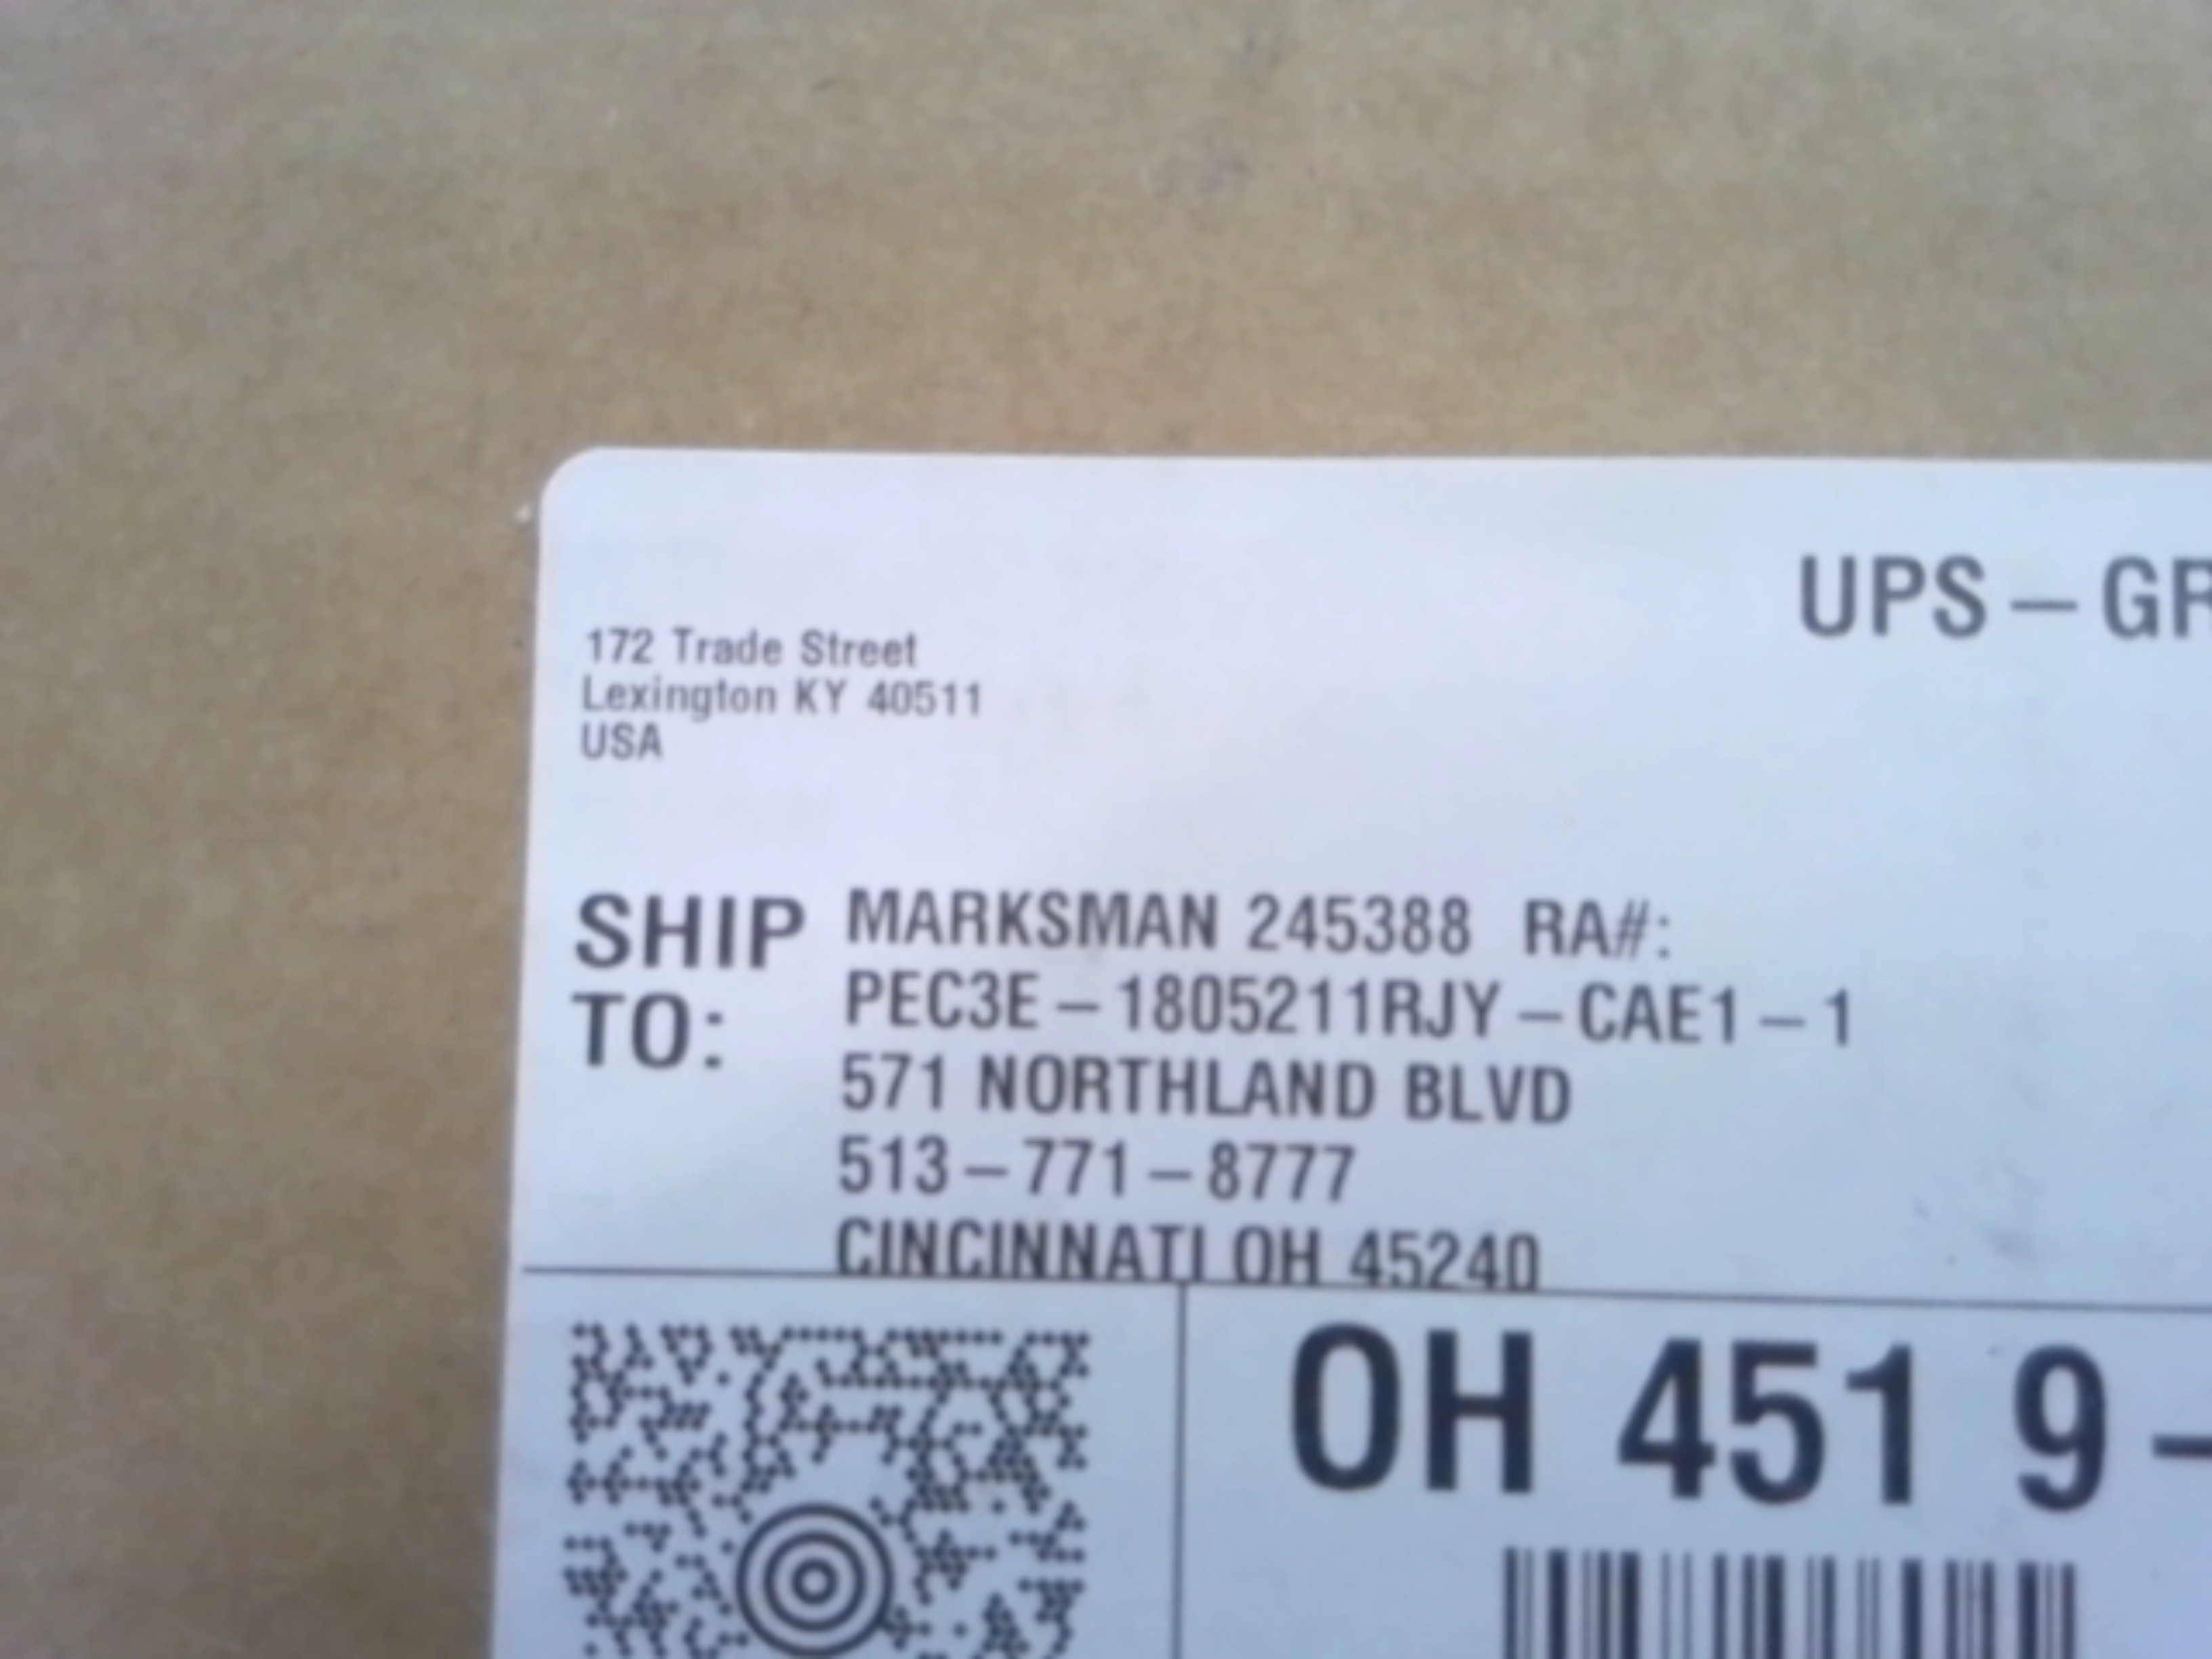 UPS – GR
172 Trade Street
Lexington KY 40511
USA
SHIP TO:
MARKSMAN 245388 RA#:
PEC3E – 1805211RJY – CAE1 – 1
571 NORTHLAND BLVD
513 – 771 – 8777
CINCINNATI OH 45240
OH 451 9 –